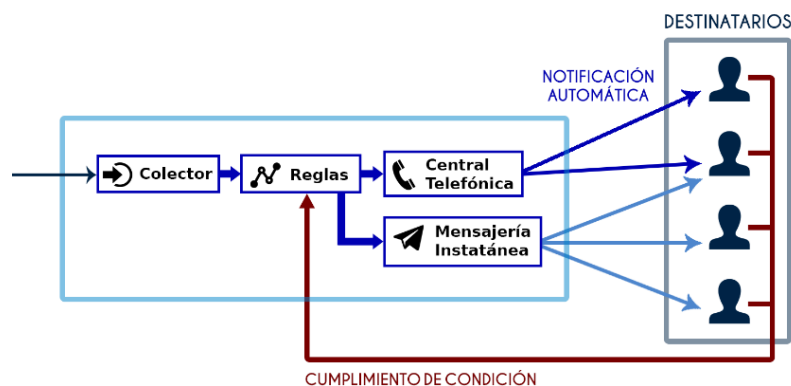 DESTINATARIOS
NOTIFICACIÓN
AUTOMÁTICA
Colector
Reglas
Central
Telefónica
Mensajería
Instatánea
CUMPLIMIENTO DE CONDICIÓN